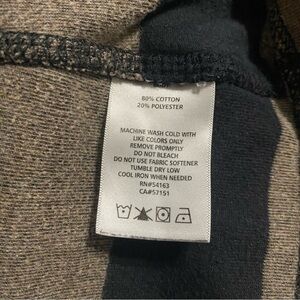 80% COTTON
20% POLYESTER
MACHINE WASH COLD WITH
LIKE COLORS ONLY
REMOVE PROMPTLY
DO NOT BLEACH
DO NOT USE FABRIC SOFTENER
TUMBLE DRY LOW
COOL IRON WHEN NEEDED
RN#54163
CA#57151